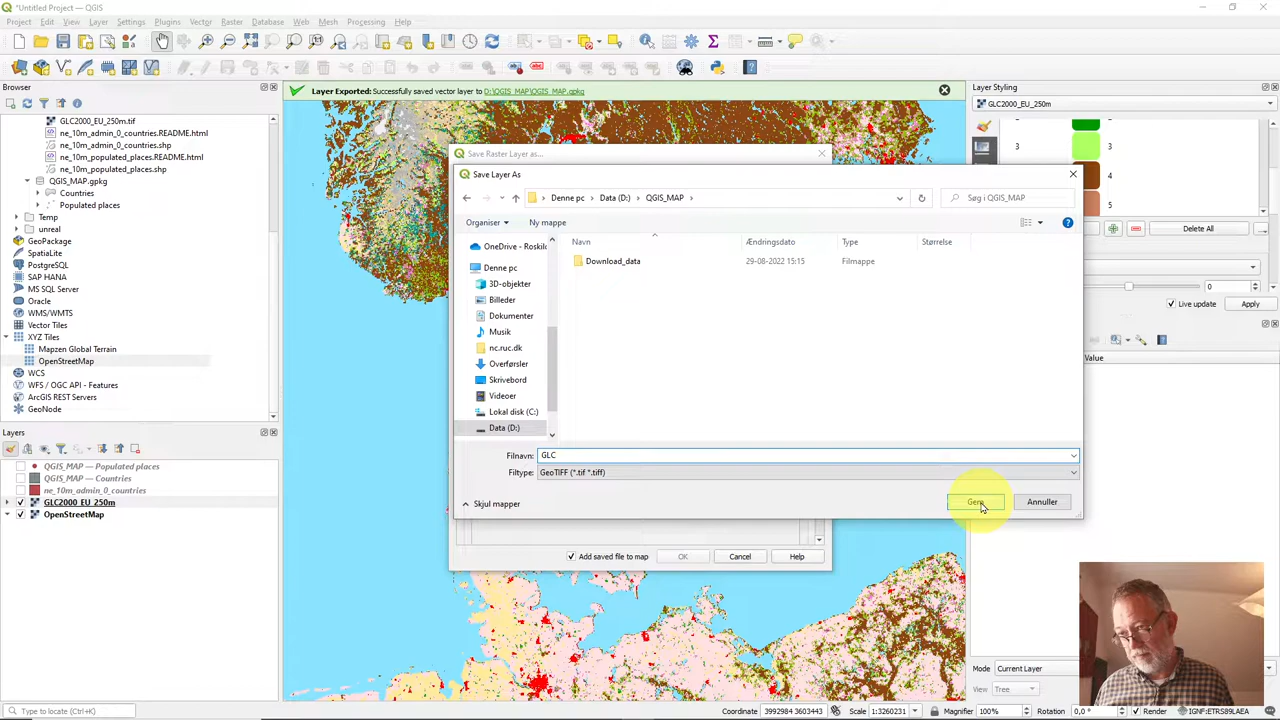 *Untitled Project — QGIS
Project Edit View Layer Settings Plugins Vector Raster Database Web Mesh Processing Help
Browser
Layer Exported: Successfully saved vector layer to D:\QGIS_MAP\QGIS_MAP.gpkg
Layer Styling
GLC2000_EU_250m
GLC2000_EU_250m.tif
ne_10m_admin_0_countries.README.html
ne_10m_admin_0_countries.shp
ne_10m_populated_places.README.html
ne_10m_populated_places.shp
QGIS_MAP.gpkg
Countries
Populated places
Temp
unreal
GeoPackage
SpatiaLite
PostgreSQL
SAP HANA
MS SQL Server
Oracle
WMS/WMTS
Vector Tiles
XYZ Tiles
Mapzen Global Terrain
OpenStreetMap
WCS
WFS / OGC API - Features
ArcGIS REST Servers
GeoNode
Layers
QGIS_MAP — Populated places
QGIS_MAP — Countries
ne_10m_admin_0_countries
GLC2000_EU_250m
OpenStreetMap
Save Raster Layer as...
Save Layer As
Denne pc
Data (D:)
QGIS_MAP
Søg i QGIS_MAP
Organiser
Ny mappe
Navn
Ændringsdato
Type
Størrelse
OneDrive - Roskil
Denne pc
3D-objekter
Billeder
Dokumenter
Musik
nc.ruc.dk
Overførsler
Skrivebord
Videoer
Lokal disk (C:)
Data (D:)
Download_data
29-08-2022 15:15
Filmappe
Filnavn: GLC
Filtype: GeoTIFF (*.tif *.tiff)
Skjul mapper
Annuller
Add saved file to map
OK
Cancel
Help
3 3
4
5
Delete All
0
Live update
Apply
Value
Mode Current Layer
View Tree
Type to locate (Ctrl+K)
Coordinate 3992984 3603443
Scale 1:3260231
Magnifier 100%
Rotation 0,0 °
Render
IGNF:ETRS89LAEA